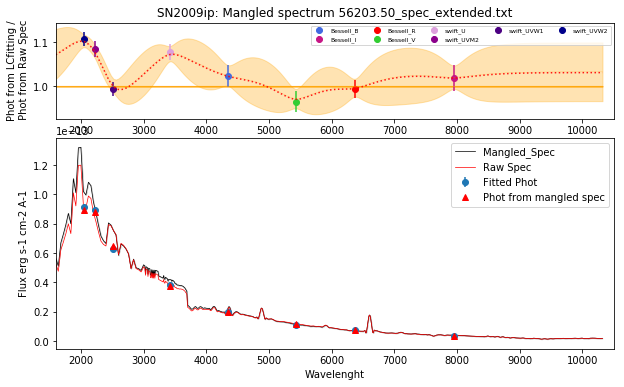 SN2009ip: Mangled spectrum 56203.50_spec_extended.txt
Phot from LCfitting /
Phot from Raw Spec
1.1
1.0
Bessell_B
Bessell_I
Bessell_R
Bessell_V
swift_U
swift_UVM2
swift_UVW1
swift_UVW2
2000 3000 4000 5000 6000 7000 8000 9000 10000
1e−13
Flux erg s-1 cm-2 A-1
1.2
1.0
0.8
0.6
0.4
0.2
0.0
Mangled_Spec
Raw Spec
Fitted Phot
Phot from mangled spec
2000 3000 4000 5000 6000 7000 8000 9000 10000
Wavelenght